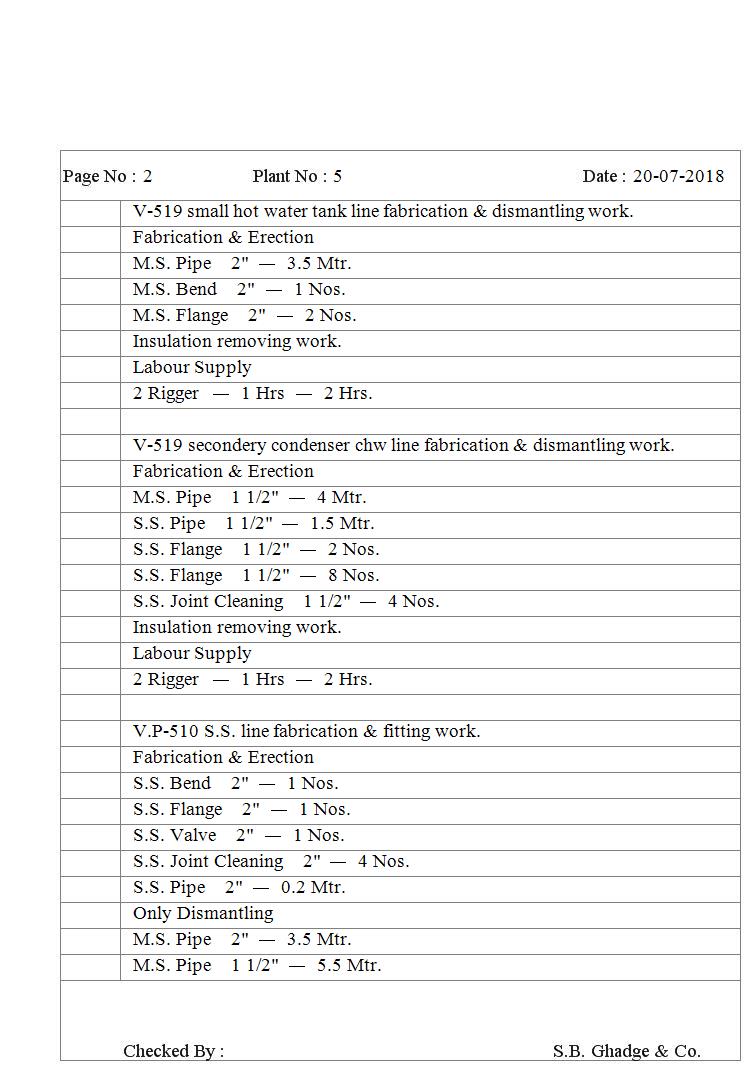 Page No : 2 Plant No : 5 Date : 20-07-2018
V-519 small hot water tank line fabrication & dismantling work.
Fabrication & Erection
M.S. Pipe 2" — 3.5 Mtr.
M.S. Bend 2" — 1 Nos.
M.S. Flange 2" — 2 Nos.
Insulation removing work.
Labour Supply
2 Rigger — 1 Hrs — 2 Hrs.
V-519 secondery condenser chw line fabrication & dismantling work.
Fabrication & Erection
M.S. Pipe 1 1/2" — 4 Mtr.
S.S. Pipe 1 1/2" — 1.5 Mtr.
S.S. Flange 1 1/2" — 2 Nos.
S.S. Flange 1 1/2" — 8 Nos.
S.S. Joint Cleaning 1 1/2" — 4 Nos.
Insulation removing work.
Labour Supply
2 Rigger — 1 Hrs — 2 Hrs.
V.P-510 S.S. line fabrication & fitting work.
Fabrication & Erection
S.S. Bend 2" — 1 Nos.
S.S. Flange 2" — 1 Nos.
S.S. Valve 2" — 1 Nos.
S.S. Joint Cleaning 2" — 4 Nos.
S.S. Pipe 2" — 0.2 Mtr.
Only Dismantling
M.S. Pipe 2" — 3.5 Mtr.
M.S. Pipe 1 1/2" — 5.5 Mtr.
Checked By : S.B. Ghadge & Co.